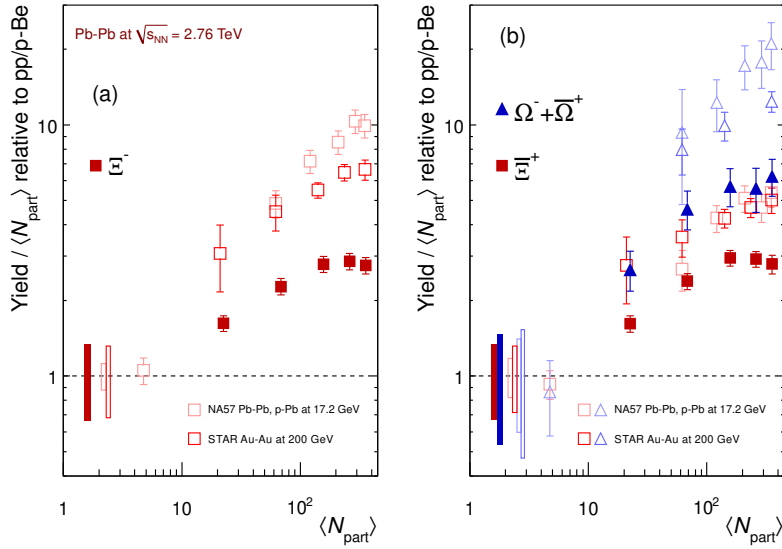 Yield / ⟨N_part⟩ relative to pp/p-Be
Pb-Pb at √s_NN = 2.76 TeV
(a)
Ξ⁻
10
1
NA57 Pb-Pb, p-Pb at 17.2 GeV
STAR Au-Au at 200 GeV
1 10 10²
⟨N_part⟩
Yield / ⟨N_part⟩ relative to pp/p-Be
(b)
Ω⁻+Ω̅⁺
Ξ̅⁺
10
1
NA57 Pb-Pb, p-Pb at 17.2 GeV
STAR Au-Au at 200 GeV
1 10 10²
⟨N_part⟩